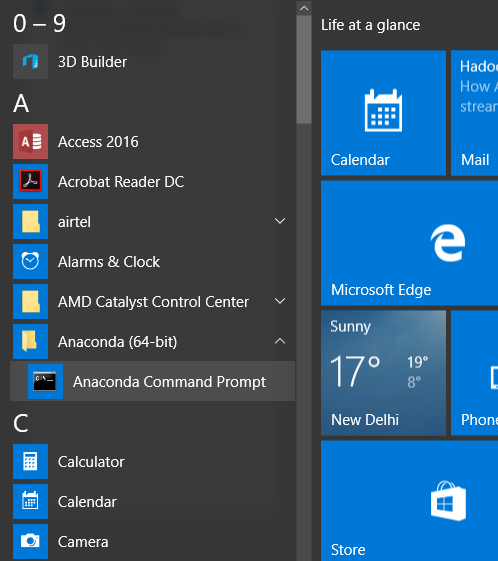 0 – 9
3D Builder
A
Access 2016
Acrobat Reader DC
airtel
Alarms & Clock
AMD Catalyst Control Center
Anaconda (64-bit)
Anaconda Command Prompt
C
Calculator
Calendar
Camera
Life at a glance
Calendar
Hadoo
How A
strean
Mail
Microsoft Edge
Sunny
17°
19°
8°
New Delhi
Phone
Store